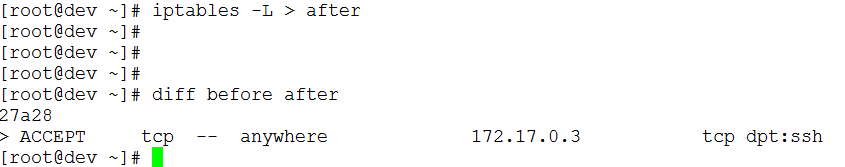 [root@dev ~]# iptables -L > after
[root@dev ~]#
[root@dev ~]#
[root@dev ~]#
[root@dev ~]# diff before after
27a28
> ACCEPT     tcp  --  anywhere             172.17.0.3           tcp dpt:ssh
[root@dev ~]#